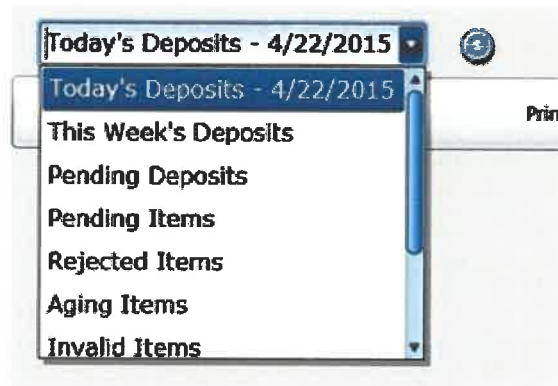 Today's Deposits - 4/22/2015
Today's Deposits - 4/22/2015
This Week's Deposits
Pending Deposits
Pending Items
Rejected Items
Aging Items
Invalid Items